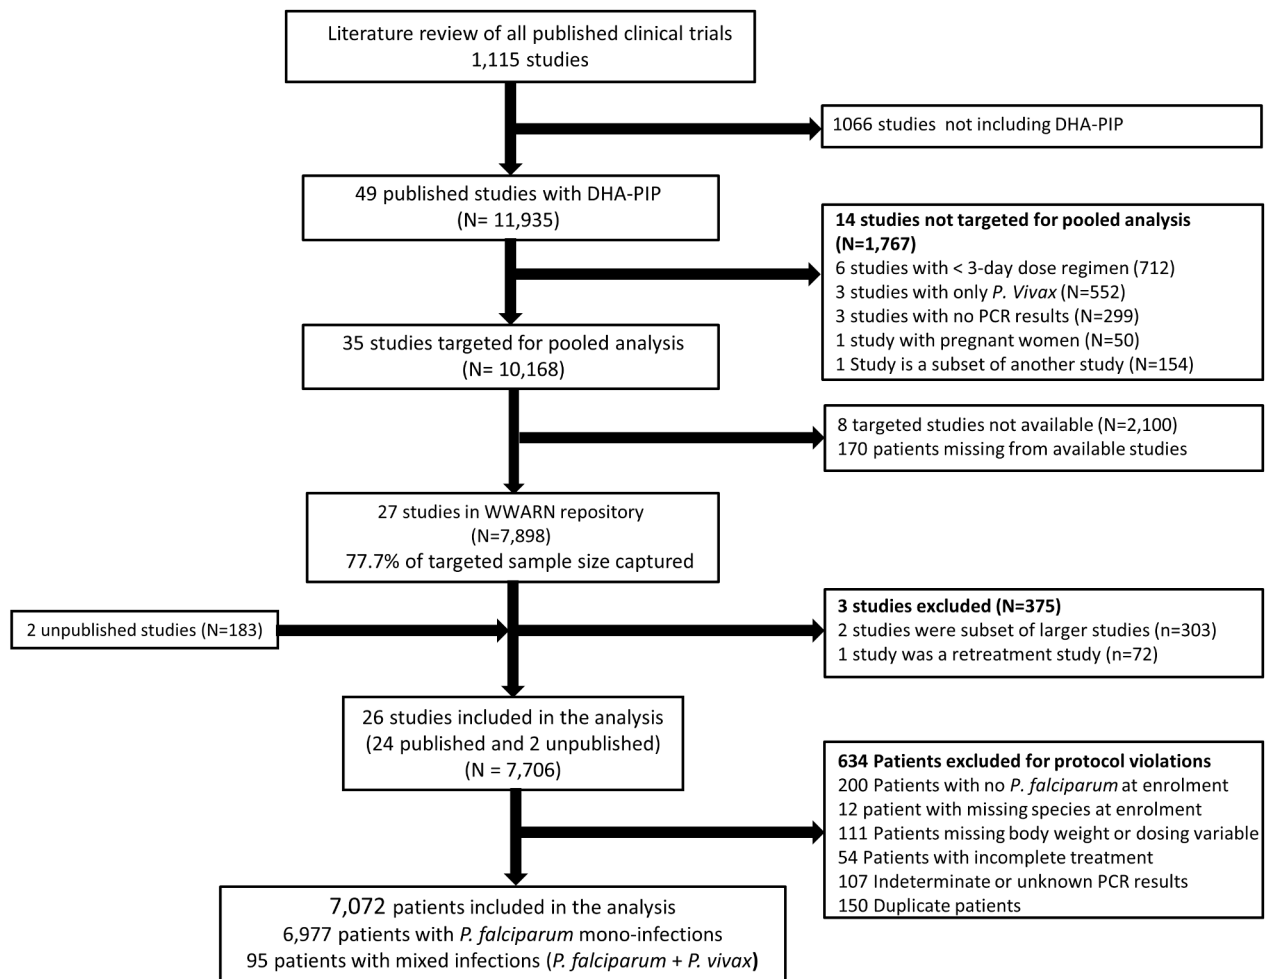 Literature review of all published clinical trials
1,115 studies
1066 studies not including DHA-PIP
49 published studies with DHA-PIP
(N= 11,935)
14 studies not targeted for pooled analysis
(N=1,767)
6 studies with < 3-day dose regimen (712)
3 studies with only P. Vivax (N=552)
3 studies with no PCR results (N=299)
1 study with pregnant women (N=50)
1 Study is a subset of another study (N=154)
35 studies targeted for pooled analysis
(N= 10,168)
8 targeted studies not available (N=2,100)
170 patients missing from available studies
27 studies in WWARN repository
(N=7,898)
77.7% of targeted sample size captured
2 unpublished studies (N=183)
3 studies excluded (N=375)
2 studies were subset of larger studies (n=303)
1 study was a retreatment study (n=72)
26 studies included in the analysis
(24 published and 2 unpublished)
(N = 7,706)
634 Patients excluded for protocol violations
200 Patients with no P. falciparum at enrolment
12 patient with missing species at enrolment
111 Patients missing body weight or dosing variable
54 Patients with incomplete treatment
107 Indeterminate or unknown PCR results
150 Duplicate patients
7,072 patients included in the analysis
6,977 patients with P. falciparum mono-infections
95 patients with mixed infections (P. falciparum + P. vivax)